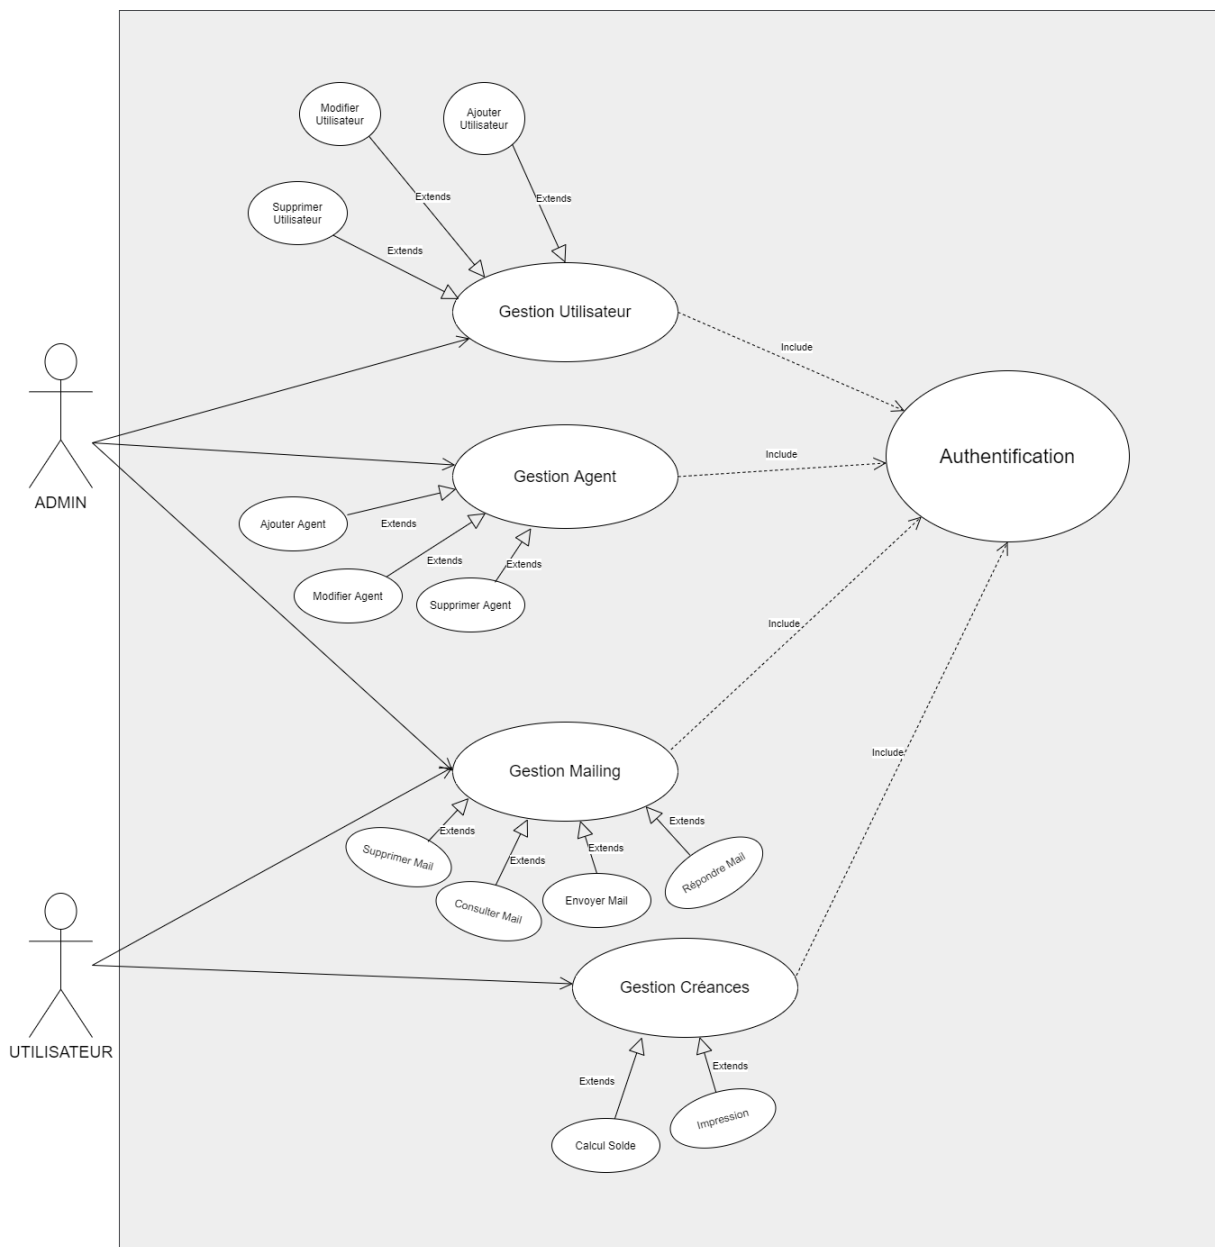 Modifier
Utilisateur
Ajouter
Utilisateur
Extends
Extends
Supprimer
Utilisateur
Extends
Gestion Utilisateur
Include
ADMIN
Gestion Agent
Include
Authentification
Ajouter Agent
Extends
Modifier Agent
Extends
Supprimer Agent
Extends
Include
Gestion Mailing
Include
Supprimer Mail
Extends
Consulter Mail
Extends
Envoyer Mail
Extends
Répondre Mail
Extends
UTILISATEUR
Gestion Créances
Extends
Extends
Calcul Solde
Impression